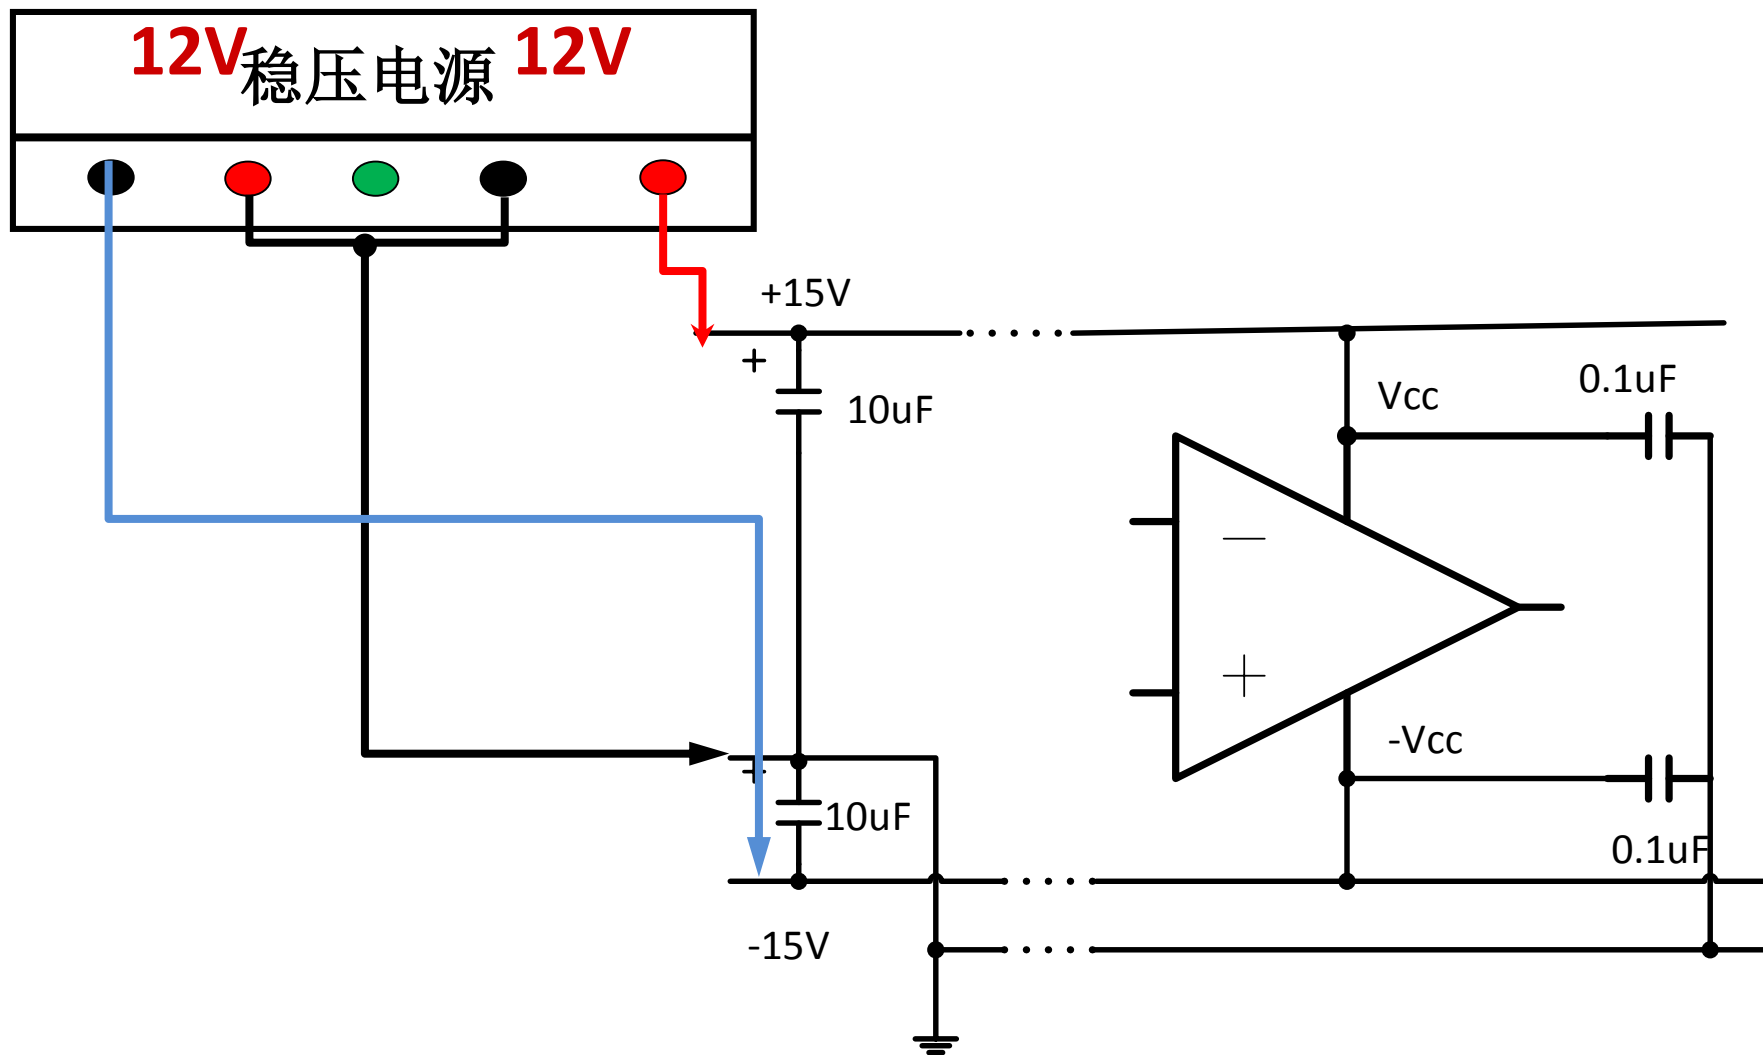 12V稳压电源 12V
+15V
+
10uF
Vcc
0.1uF
—
+
-Vcc
+
10uF
0.1uF
-15V